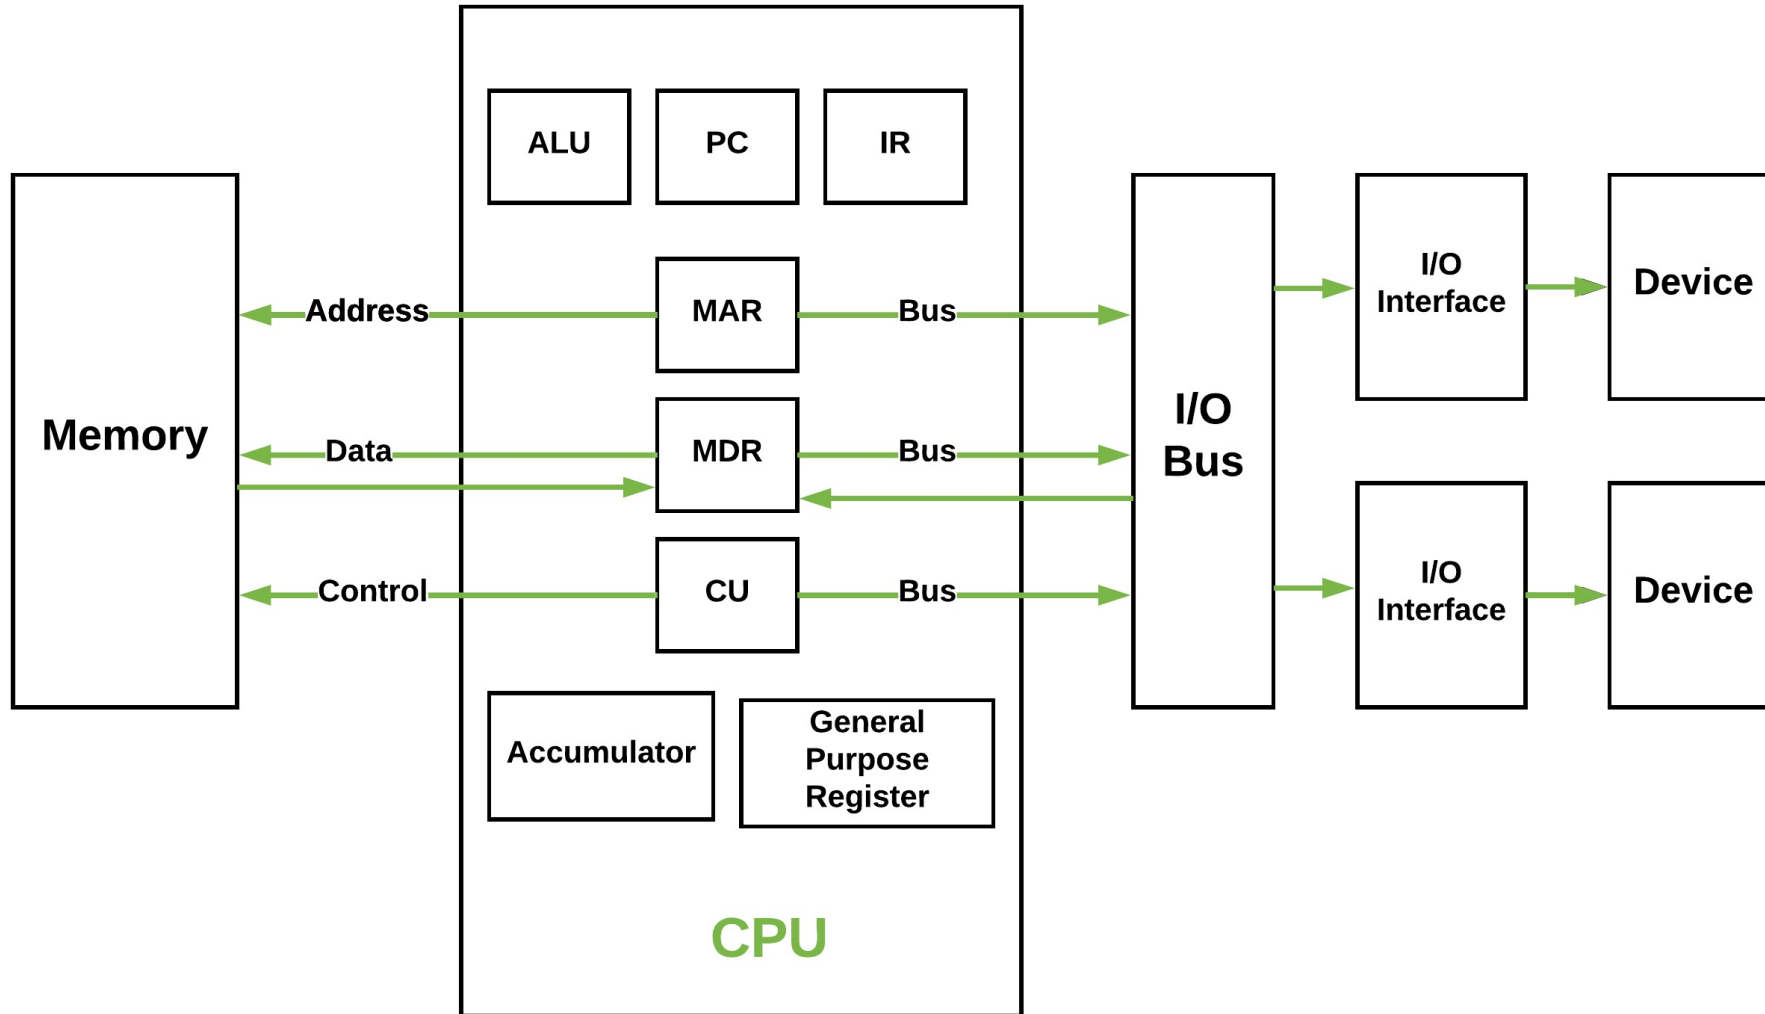 ALU
PC
IR
Memory
Address
MAR
Bus
Data
MDR
Bus
Control
CU
Bus
Accumulator
General
Purpose
Register
CPU
I/O
Bus
I/O
Interface
Device
I/O
Interface
Device